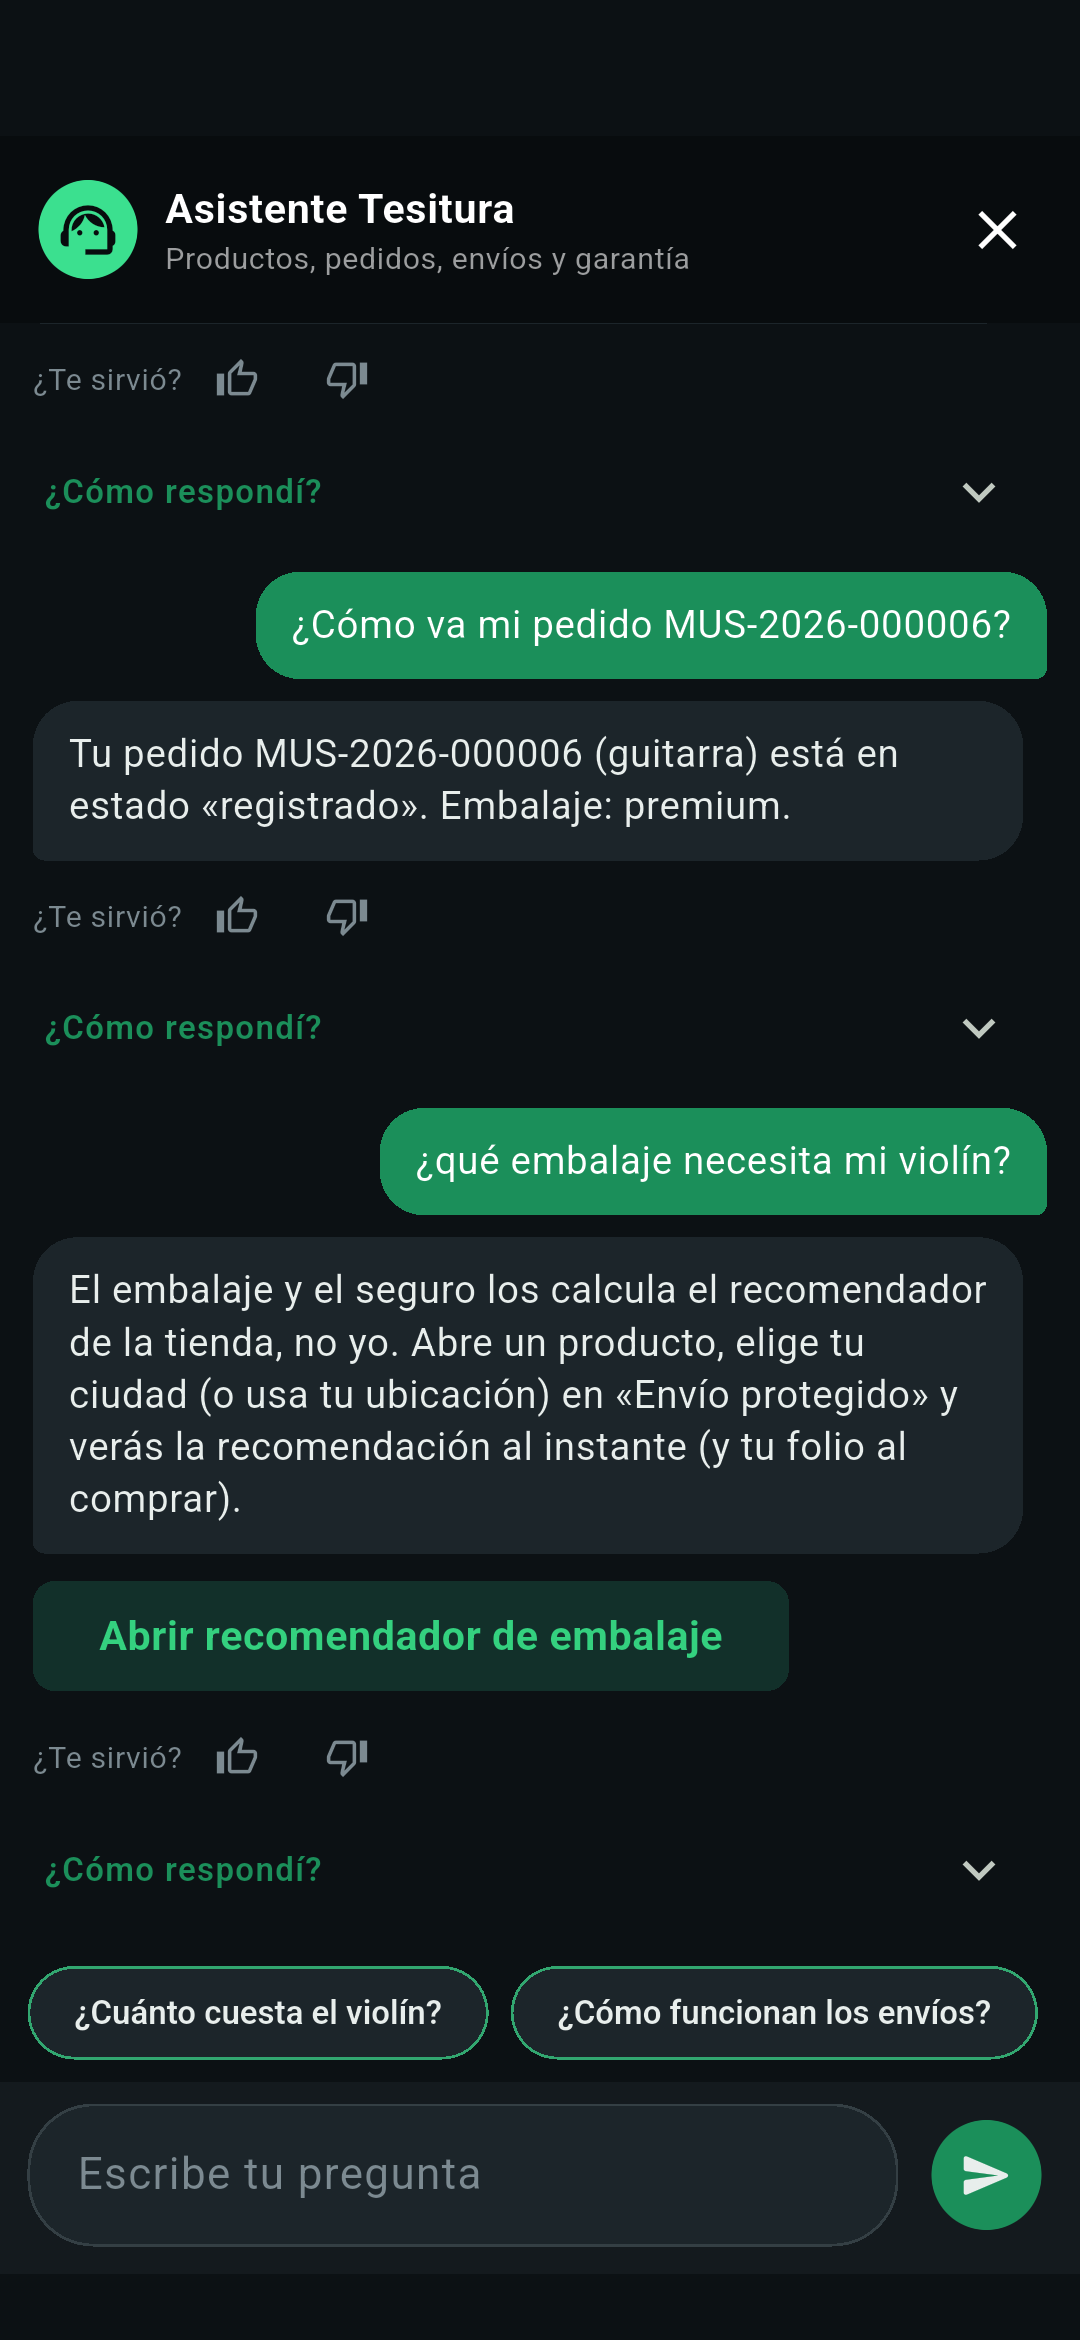 Asistente Tesitura
Productos, pedidos, envíos y garantía
¿Te sirvió?
¿Cómo respondí?
¿Cómo va mi pedido MUS-2026-000006?
Tu pedido MUS-2026-000006 (guitarra) está en
estado «registrado». Embalaje: premium.
¿Te sirvió?
¿Cómo respondí?
¿qué embalaje necesita mi violín?
El embalaje y el seguro los calcula el recomendador
de la tienda, no yo. Abre un producto, elige tu
ciudad (o usa tu ubicación) en «Envío protegido» y
verás la recomendación al instante (y tu folio al
comprar).
Abrir recomendador de embalaje
¿Te sirvió?
¿Cómo respondí?
¿Cuánto cuesta el violín?
¿Cómo funcionan los envíos?
Escribe tu pregunta